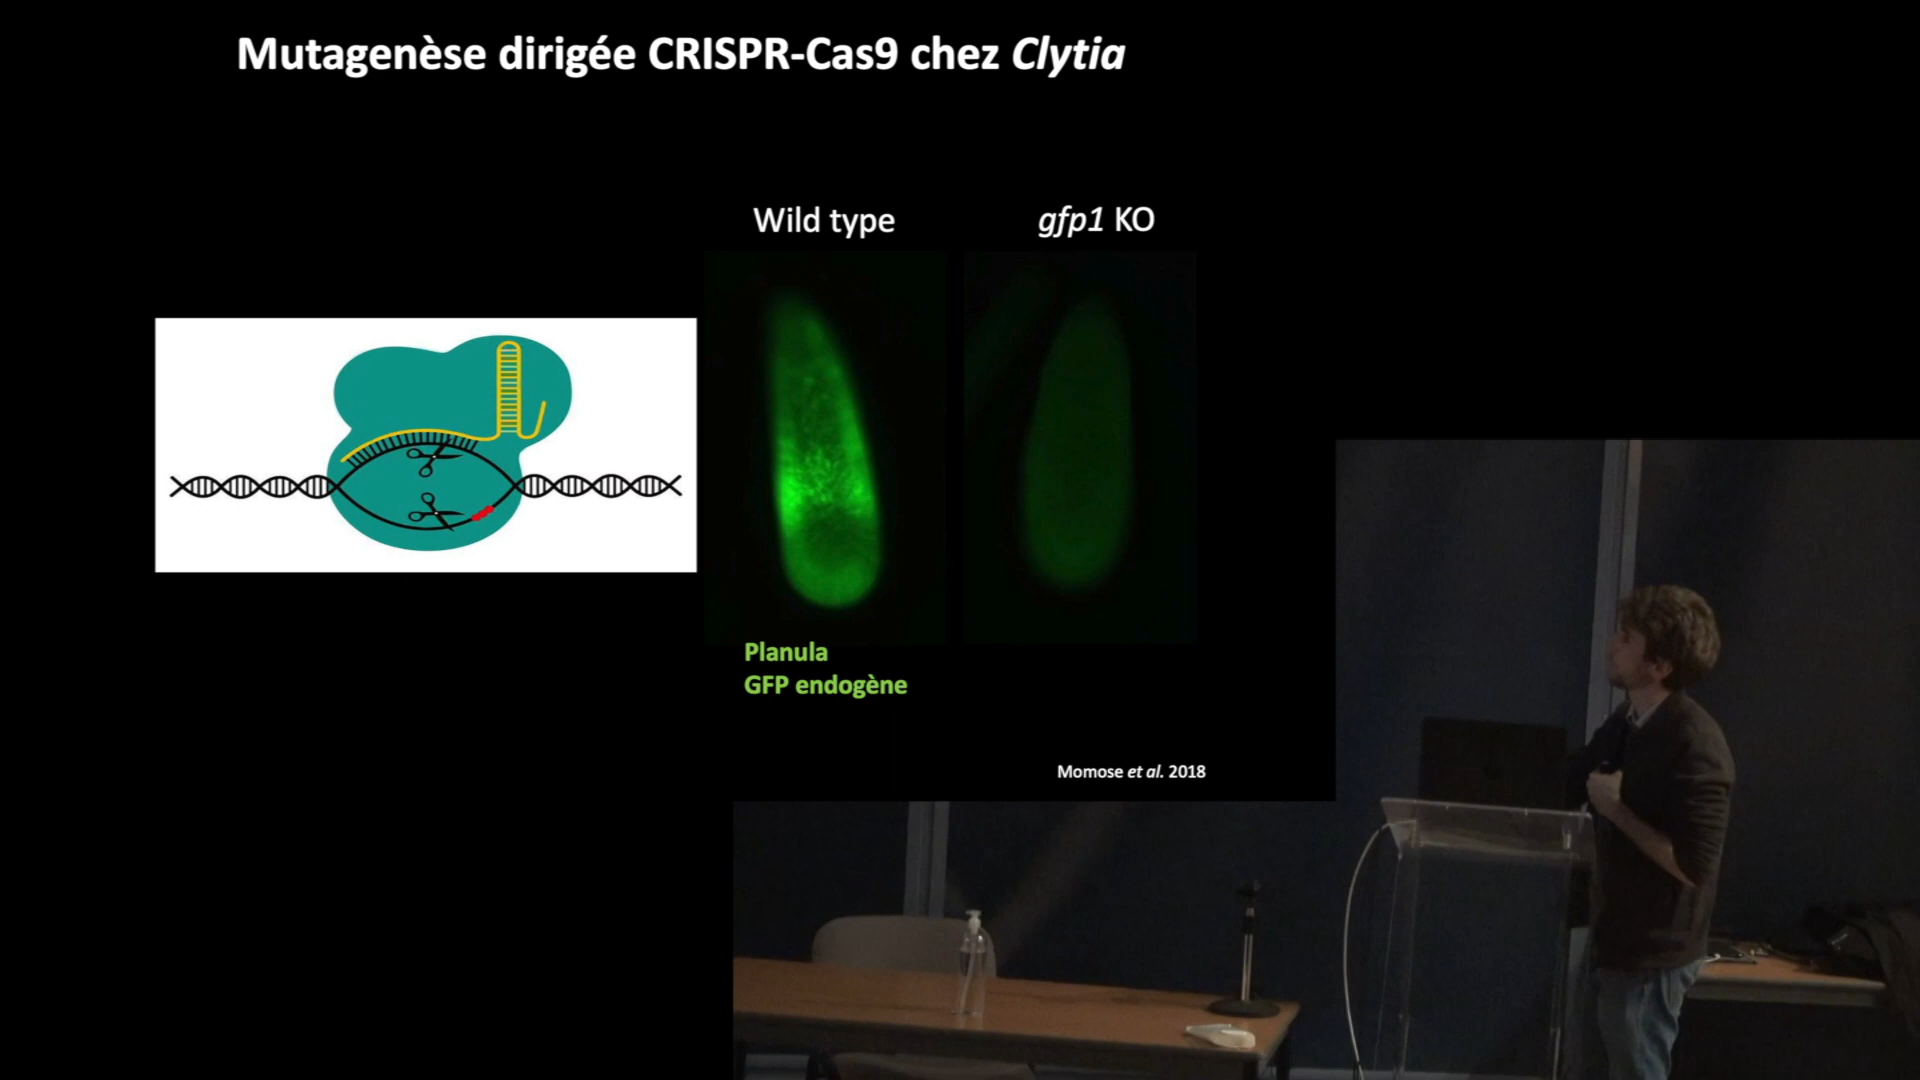 Mutagenèse dirigée CRISPR-Cas9 chez Clytia
Wild type
gfp1 KO
Planula
GFP endogène
Momose et al. 2018